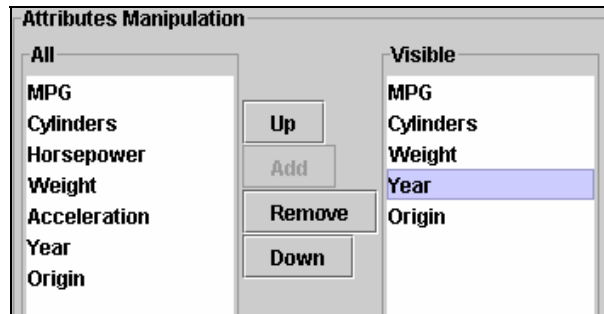 Attributes Manipulation
All
MPG
Cylinders
Horsepower
Weight
Acceleration
Year
Origin
Up
Add
Remove
Down
Visible
MPG
Cylinders
Weight
Year
Origin